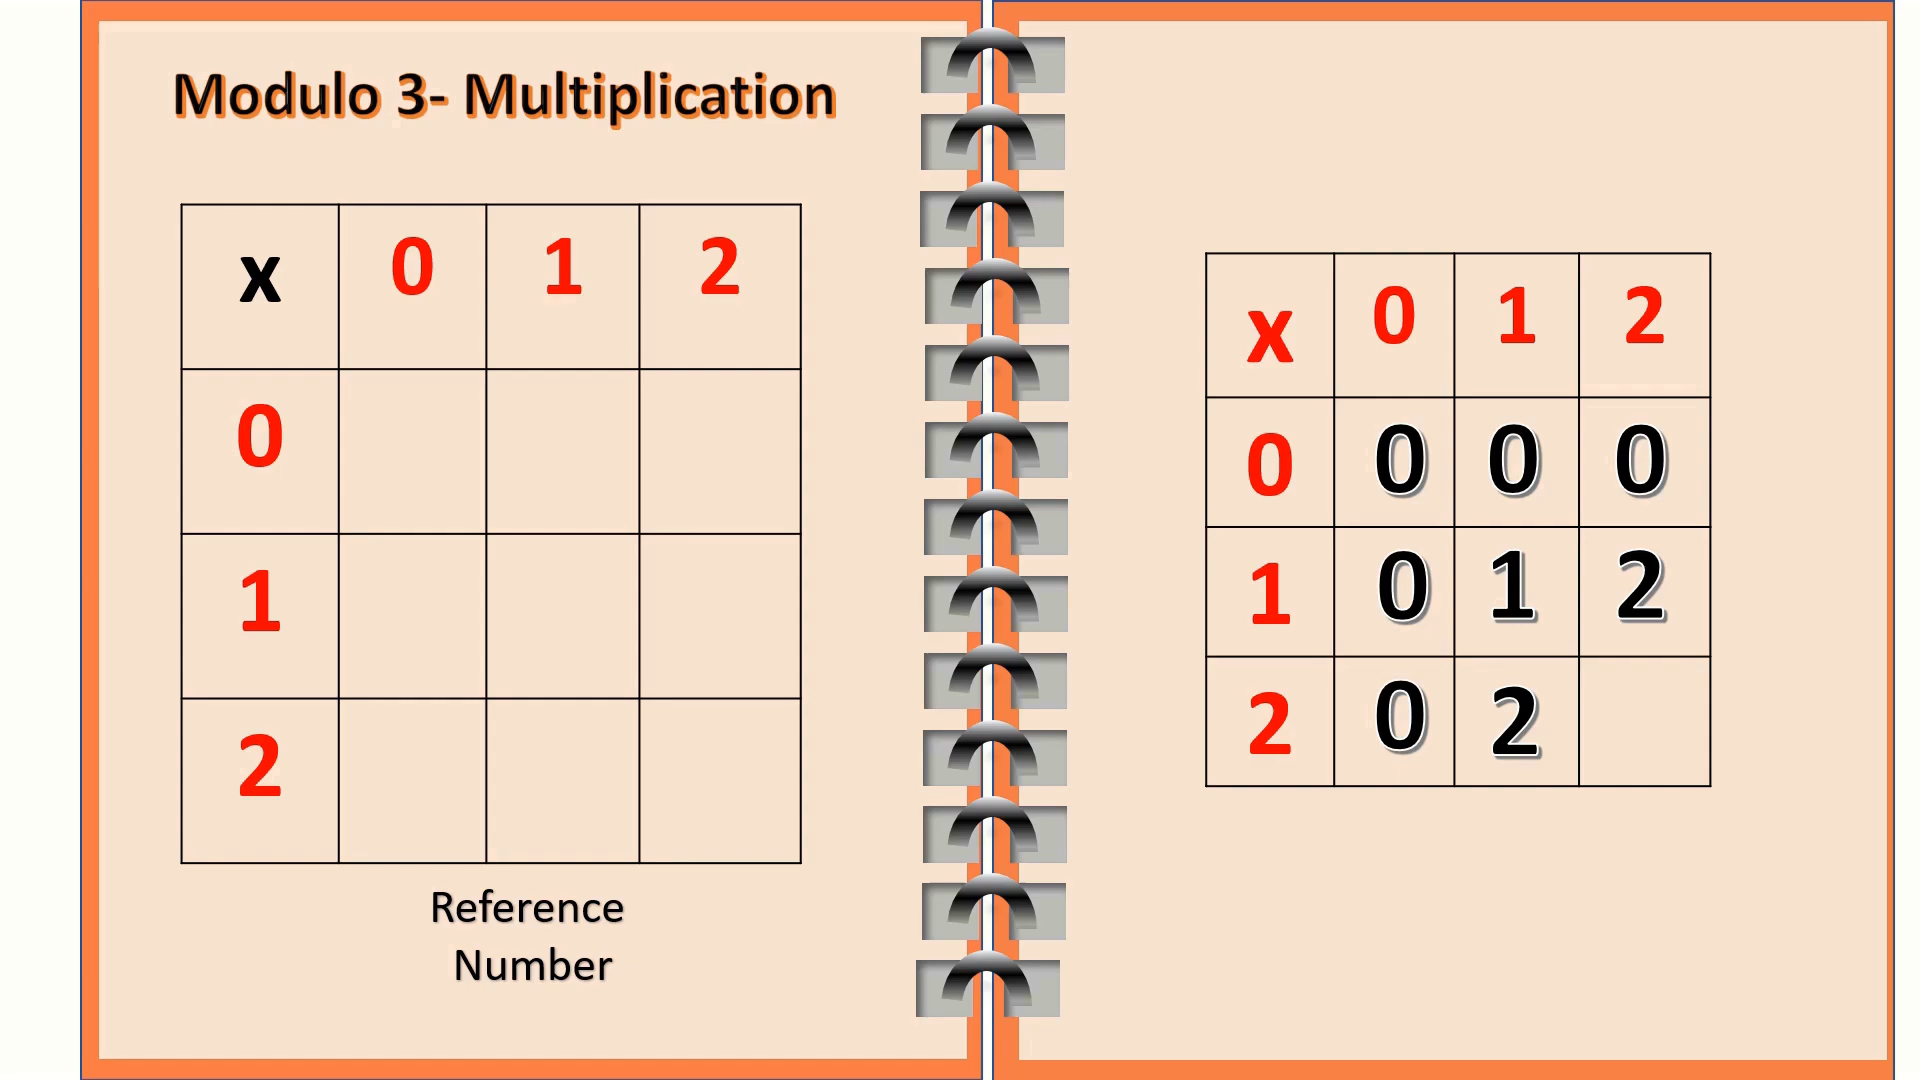 Modulo 3- Multiplication
x 0 1 2
0
1
2
Reference
Number
x 0 1 2
0 0 0 0
1 0 1 2
2 0 2